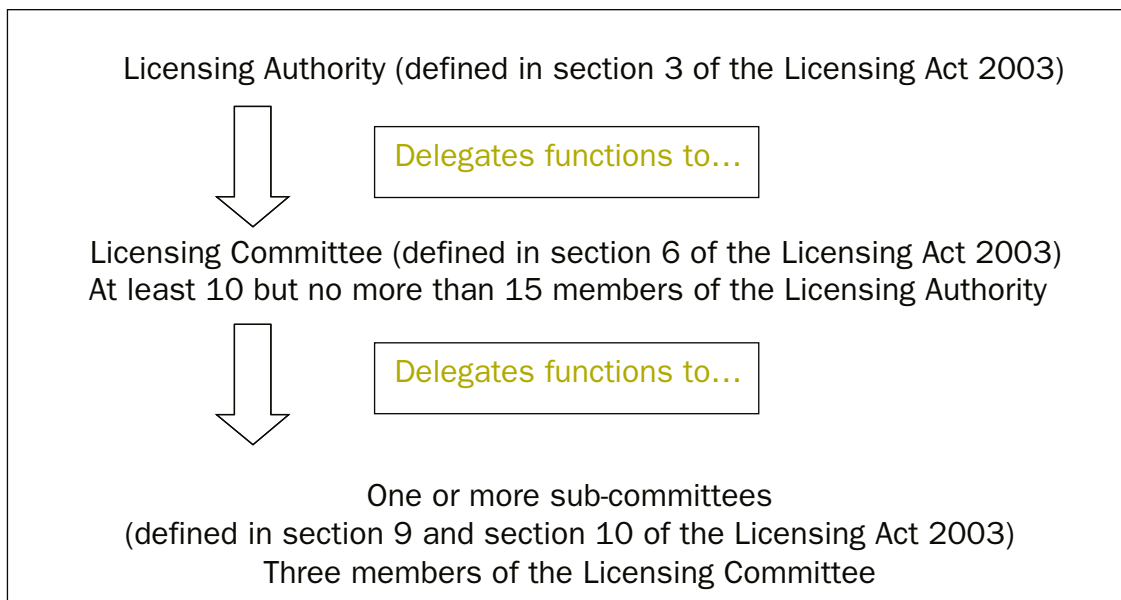 Licensing Authority (defined in section 3 of the Licensing Act 2003)
Delegates functions to…
Licensing Committee (defined in section 6 of the Licensing Act 2003)
At least 10 but no more than 15 members of the Licensing Authority
Delegates functions to…
One or more sub-committees
(defined in section 9 and section 10 of the Licensing Act 2003)
Three members of the Licensing Committee